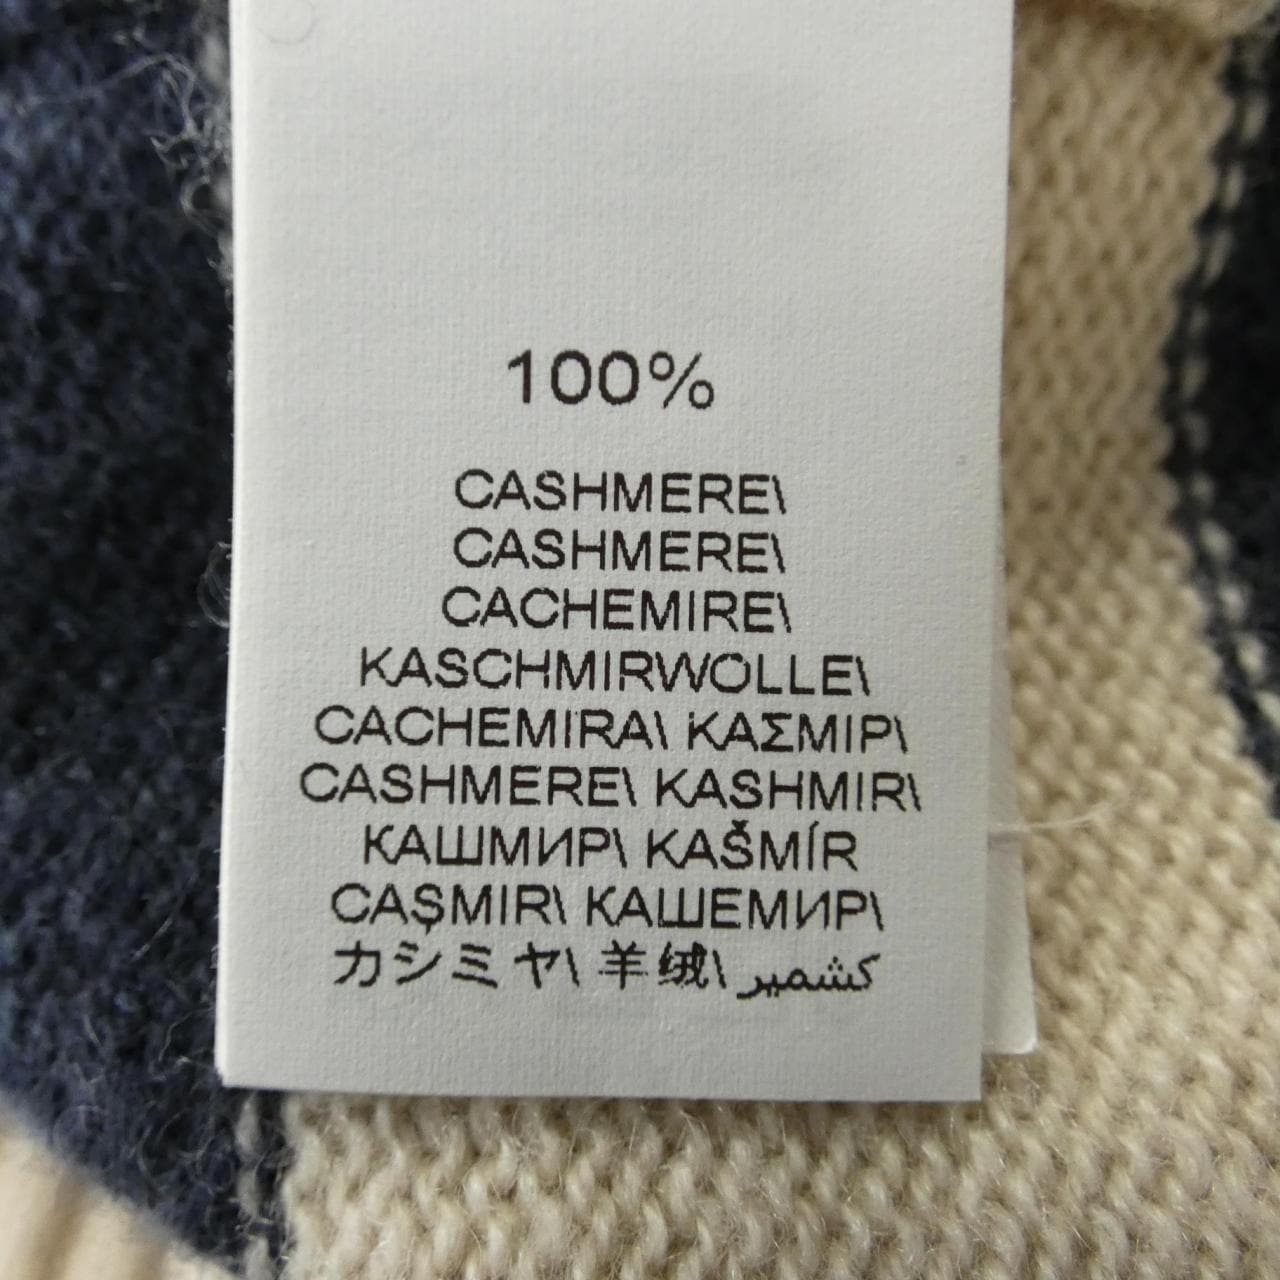 100%
CASHMERE\
CASHMERE\
CACHEMIRE\
KASCHMIRWOLLE\
CACHEMIRA\ ΚΑΣΜΙΡ\
CASHMERE\ KASHMIR\
КАШМИР\ KAŠMÍR
CAŞMIR\ КАШЕМИР\
カシミヤ\ 羊绒\ كشمير